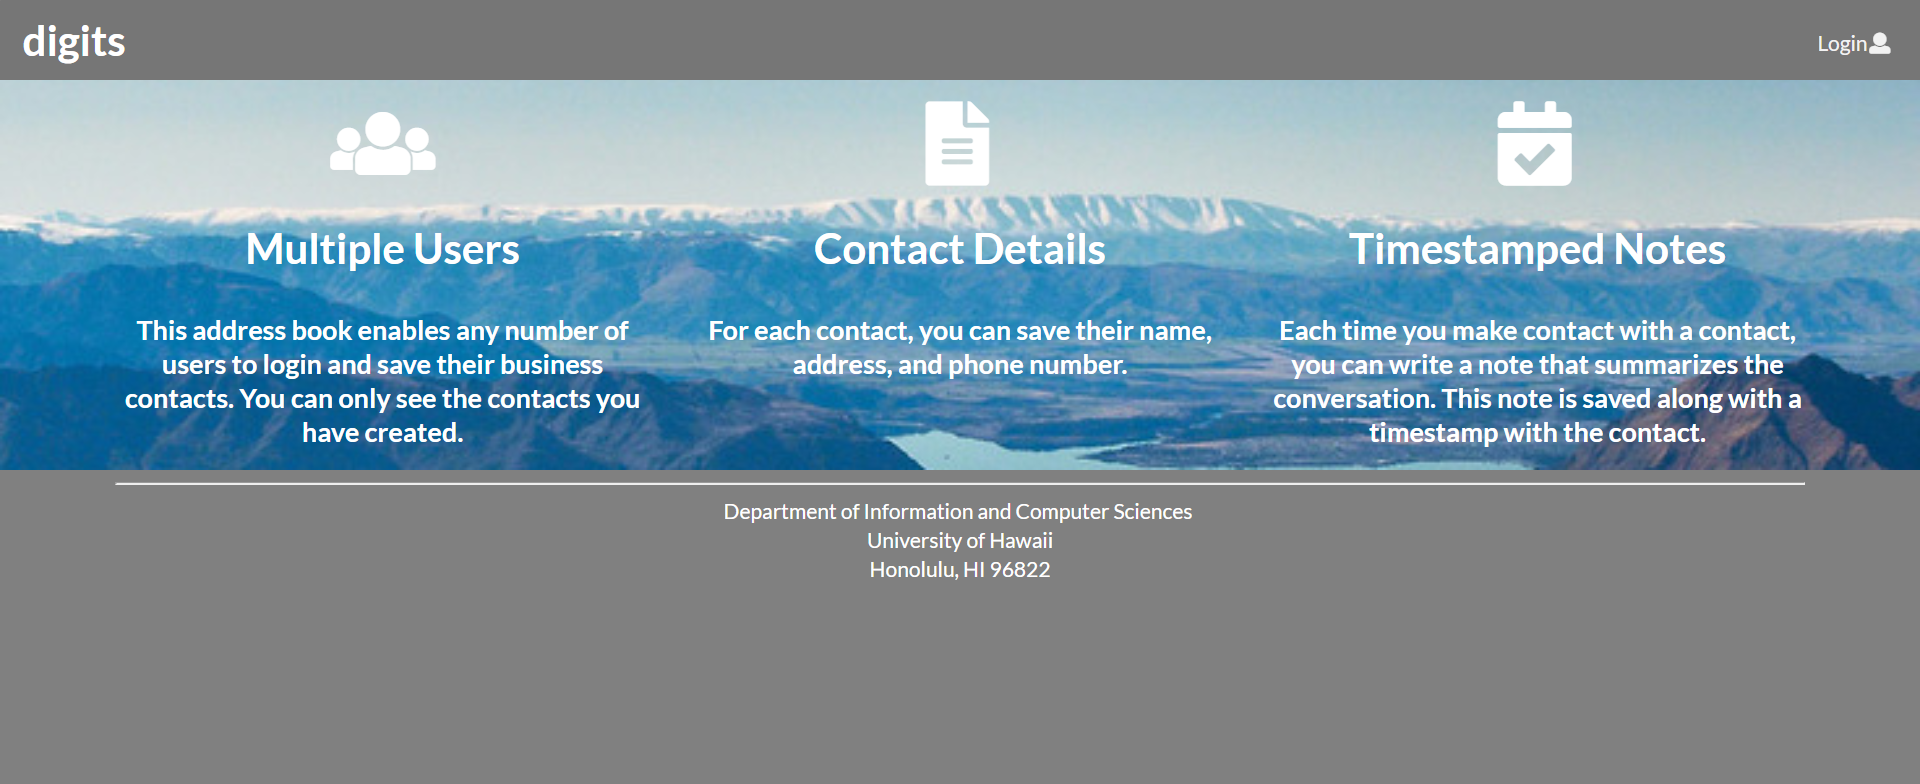 digits
Login
Multiple Users
This address book enables any number of
users to login and save their business
contacts. You can only see the contacts you
have created.
Contact Details
For each contact, you can save their name,
address, and phone number.
Timestamped Notes
Each time you make contact with a contact,
you can write a note that summarizes the
conversation. This note is saved along with a
timestamp with the contact.
Department of Information and Computer Sciences
University of Hawaii
Honolulu, HI 96822